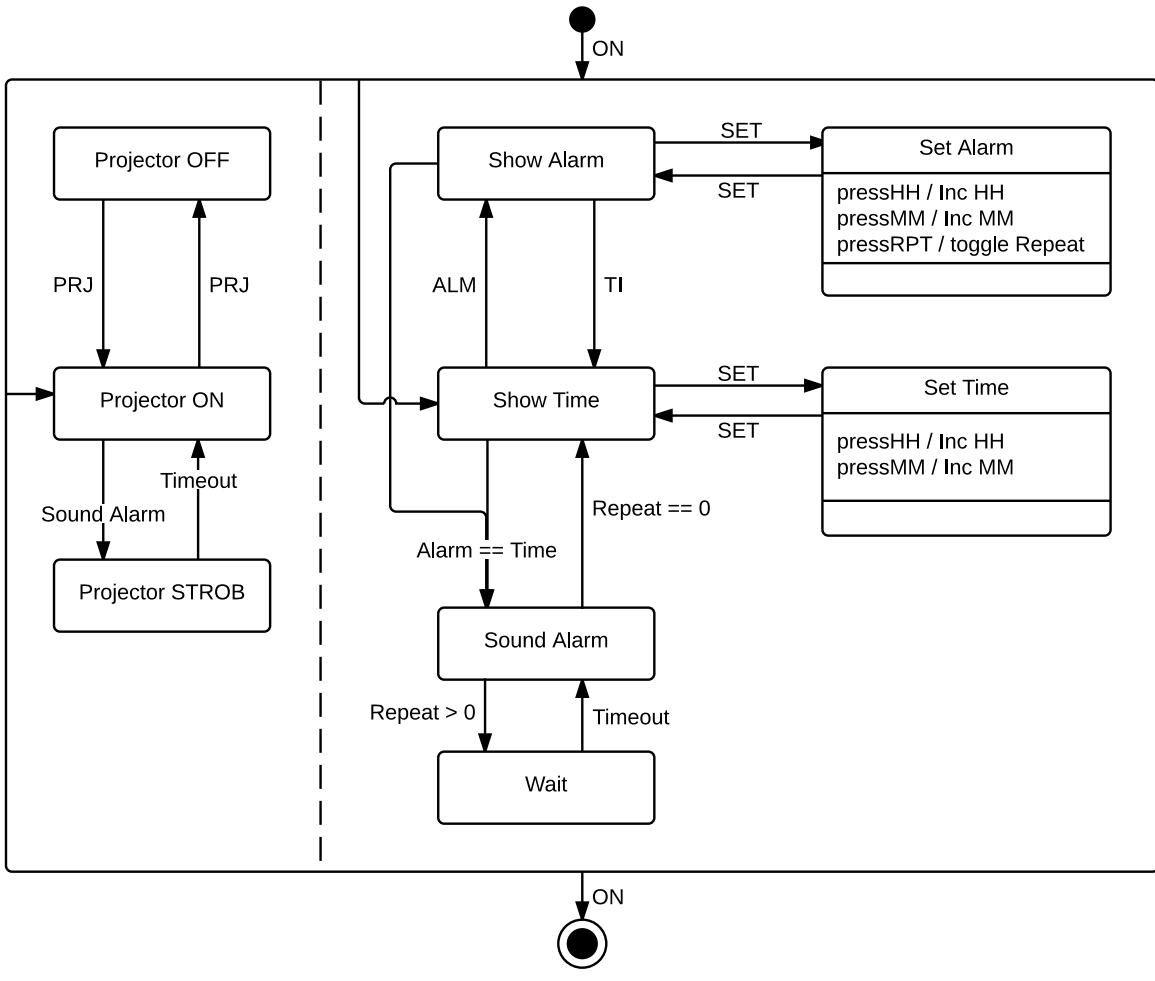 ON
Projector OFF
PRJ
PRJ
Projector ON
Timeout
Sound Alarm
Projector STROB
Show Alarm
SET
SET
Set Alarm
pressHH / Inc HH
pressMM / Inc MM
pressRPT / toggle Repeat
ALM
TI
Show Time
SET
SET
Set Time
pressHH / Inc HH
pressMM / Inc MM
Repeat == 0
Alarm == Time
Sound Alarm
Repeat > 0
Timeout
Wait
ON